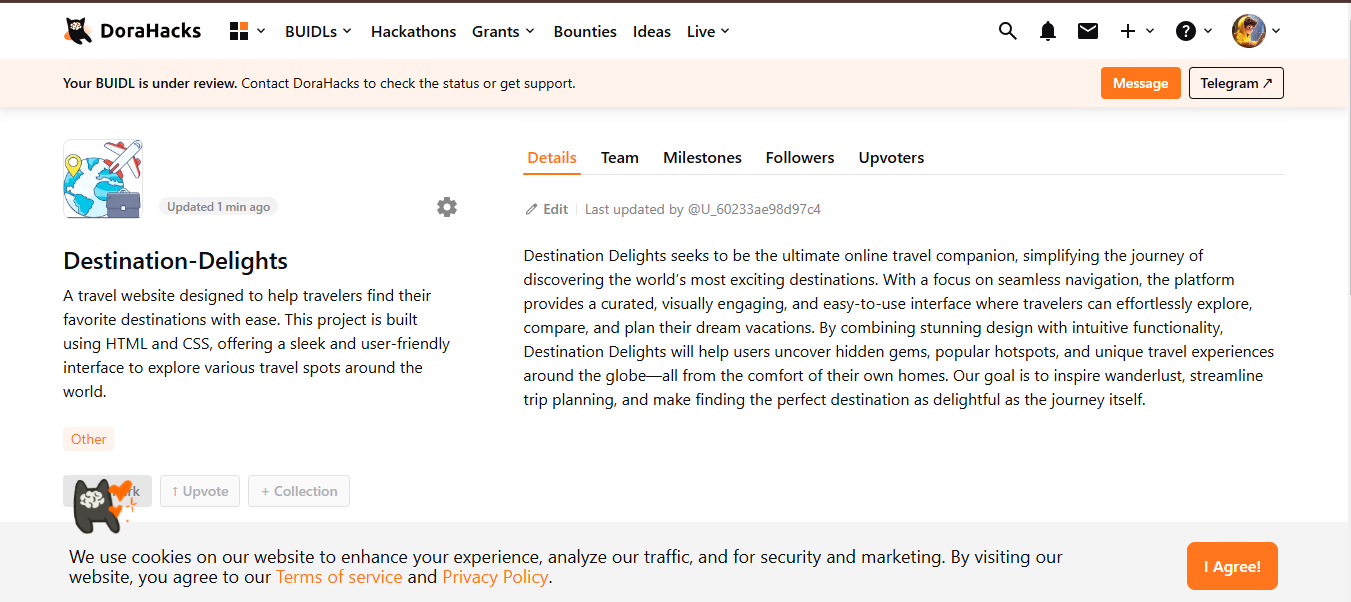 DoraHacks
BUIDLs
Hackathons
Grants
Bounties
Ideas
Live
Your BUIDL is under review. Contact DoraHacks to check the status or get support.
Message
Telegram ↗
Updated 1 min ago
Destination-Delights
A travel website designed to help travelers find their
favorite destinations with ease. This project is built
using HTML and CSS, offering a sleek and user-friendly
interface to explore various travel spots around the
world.
Other
↑ Upvote
+ Collection
Details
Team
Milestones
Followers
Upvoters
Edit
Last updated by @U_60233ae98d97c4
Destination Delights seeks to be the ultimate online travel companion, simplifying the journey of
discovering the world’s most exciting destinations. With a focus on seamless navigation, the platform
provides a curated, visually engaging, and easy-to-use interface where travelers can effortlessly explore,
compare, and plan their dream vacations. By combining stunning design with intuitive functionality,
Destination Delights will help users uncover hidden gems, popular hotspots, and unique travel experiences
around the globe—all from the comfort of their own homes. Our goal is to inspire wanderlust, streamline
trip planning, and make finding the perfect destination as delightful as the journey itself.
We use cookies on our website to enhance your experience, analyze our traffic, and for security and marketing. By visiting our
website, you agree to our Terms of service and Privacy Policy.
I Agree!